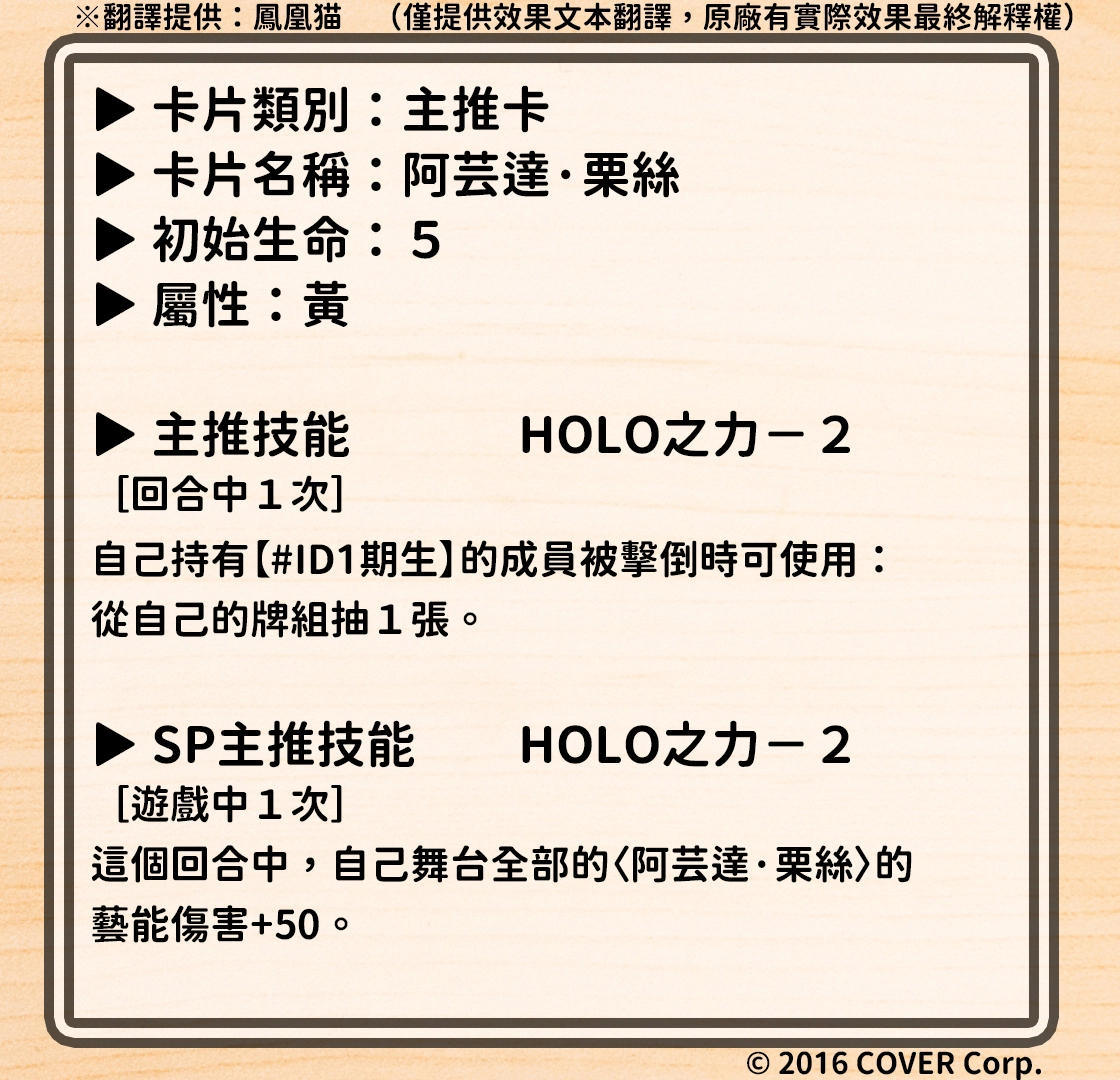 ※翻譯提供：鳳凰猫　（僅提供效果文本翻譯，原廠有實際效果最終解釋權）
▶ 卡片類別：主推卡
▶ 卡片名稱：阿芸達·栗絲
▶ 初始生命：５
▶ 屬性：黃
▶ 主推技能　HOLO之力－２
［回合中１次］
自己持有【#ID1期生】的成員被擊倒時可使用：
從自己的牌組抽１張。
▶ SP主推技能　HOLO之力－２
［遊戲中１次］
這個回合中，自己舞台全部的〈阿芸達·栗絲〉的
藝能傷害+50。
© 2016 COVER Corp.